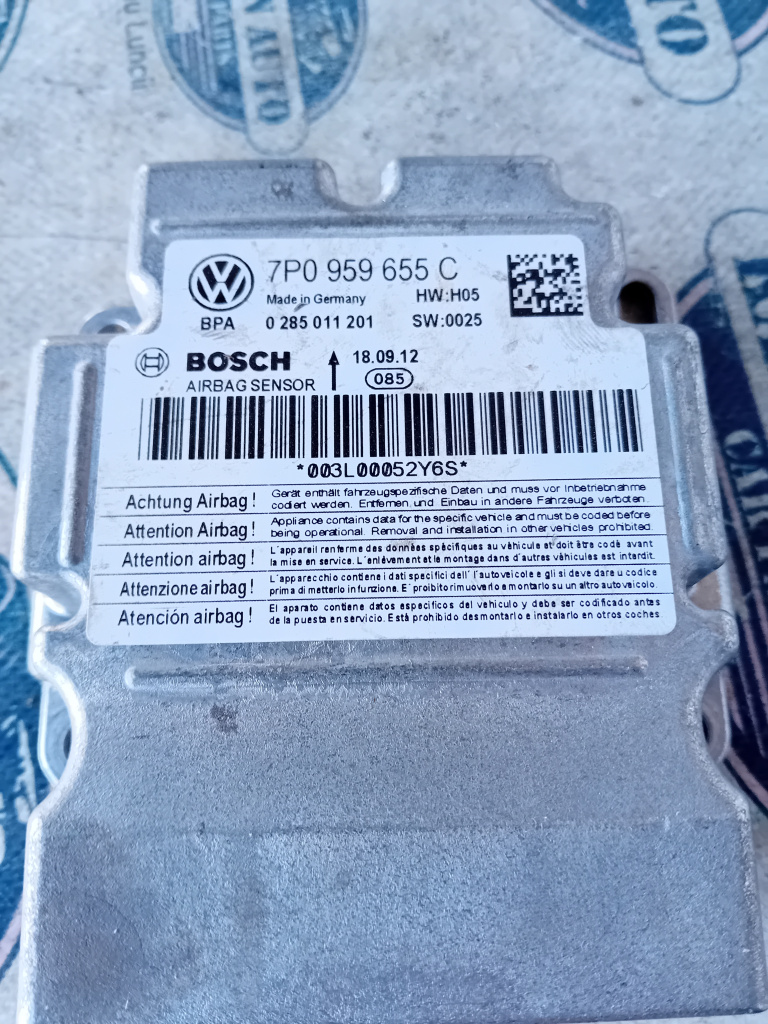 AUTO
u Luncii
AUTO
7P0 959 655 C
Made in Germany HW:H05
BPA 0 285 011 201 SW:0025
BOSCH 18.09.12
AIRBAG SENSOR 085
*003L00052Y6S*
Achtung Airbag! Gerät enthält fahrzeugspezifische Daten und muss vor Inbetriebnahme
codiert werden. Entfernen und Einbau in andere Fahrzeuge verboten.
Attention Airbag! Appliance contains data for the specific vehicle and must be coded before
being operational. Removal and installation in other vehicles prohibited.
Attention airbag! L'appareil renferme des données spécifiques au véhicule et doit être codé avant
la mise en service. L'enlèvement et le montage dans d'autres véhicules est interdit.
Attenzione airbag! L'apparecchio contiene i dati specifici dell' l'autoveicolo e gli si deve dare u codice
prima di metterlo in funzione. E' proibito rimuoverlo e montarlo su un altro autoveicolo.
Atención airbag! El aparato contiene datos especificos del vehiculo y debe ser codificado antes
de la puesta en servicio. Está prohibido desmontarlo e instalarlo en otros coches